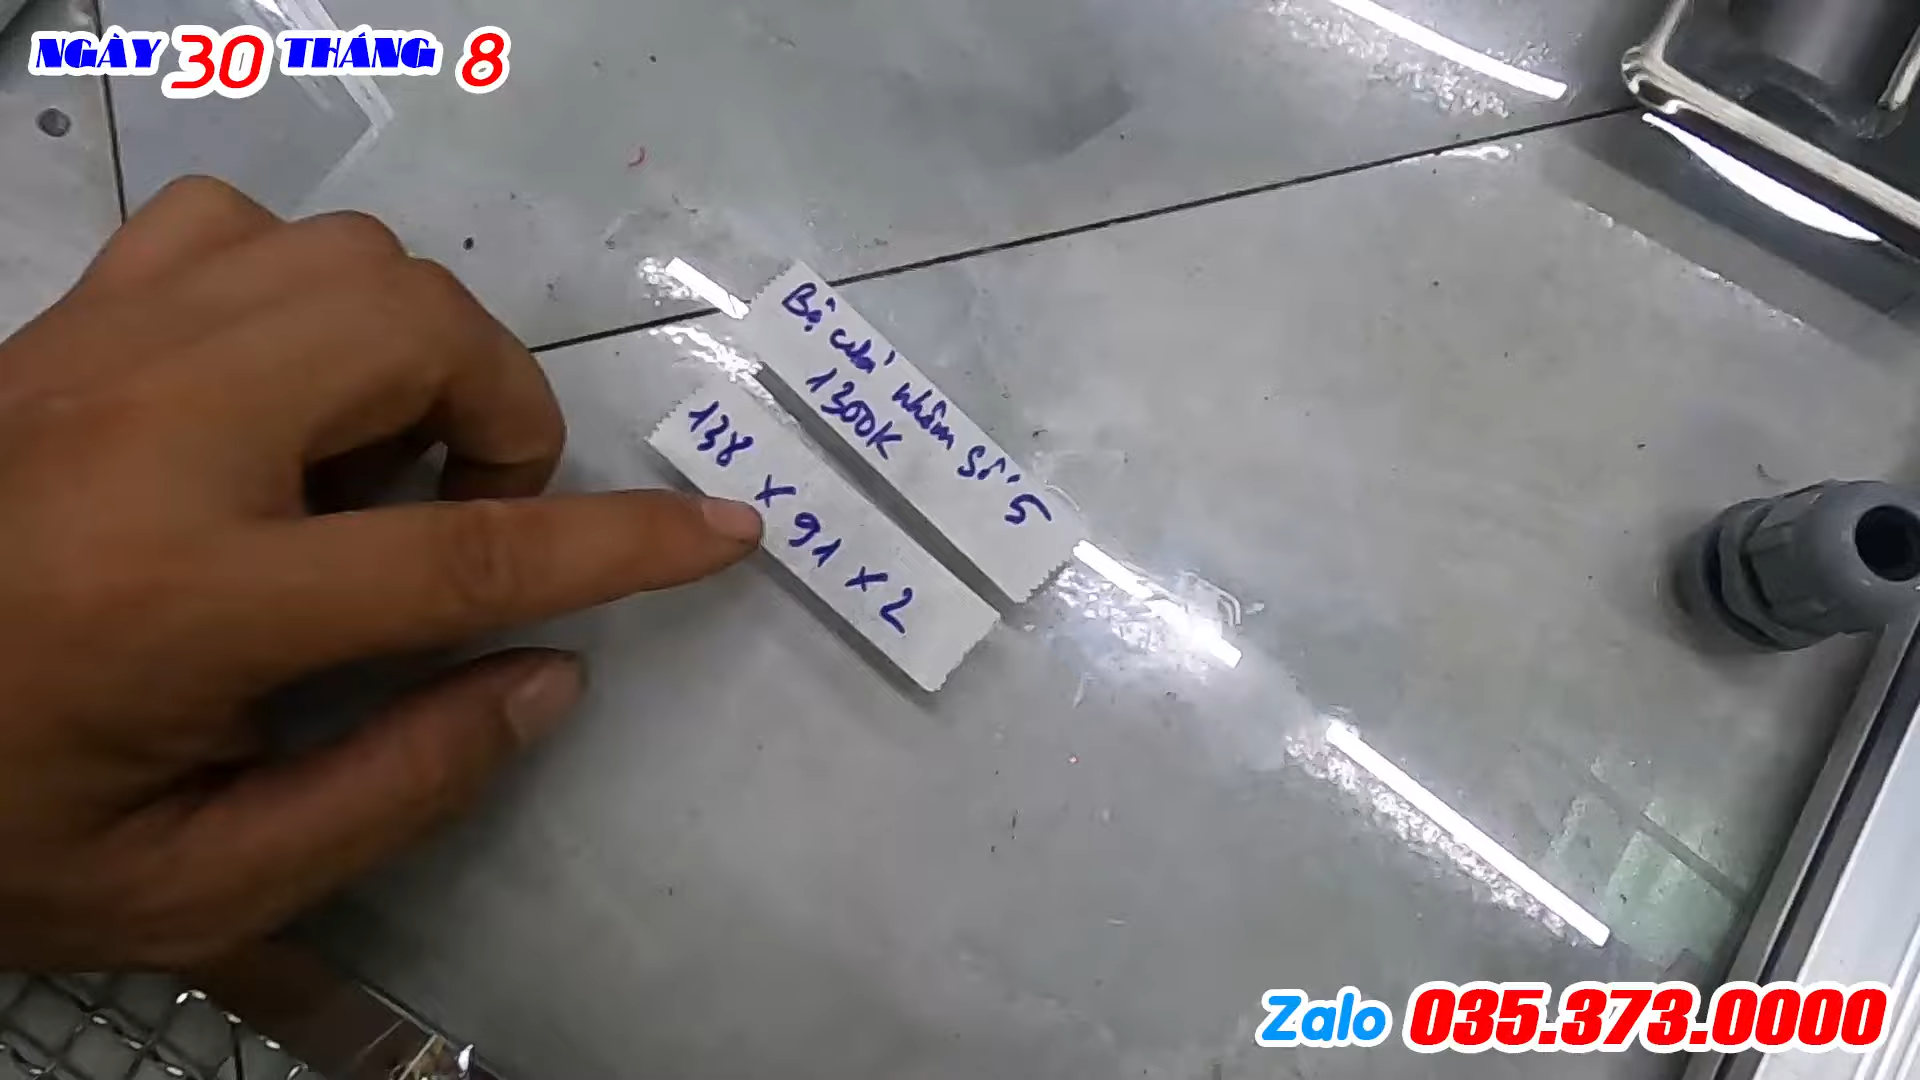 NGÀY 30 THÁNG 8
Bộ cửa nhôm số 5
1300K
138 x 91 x 2
Zalo 035.373.0000